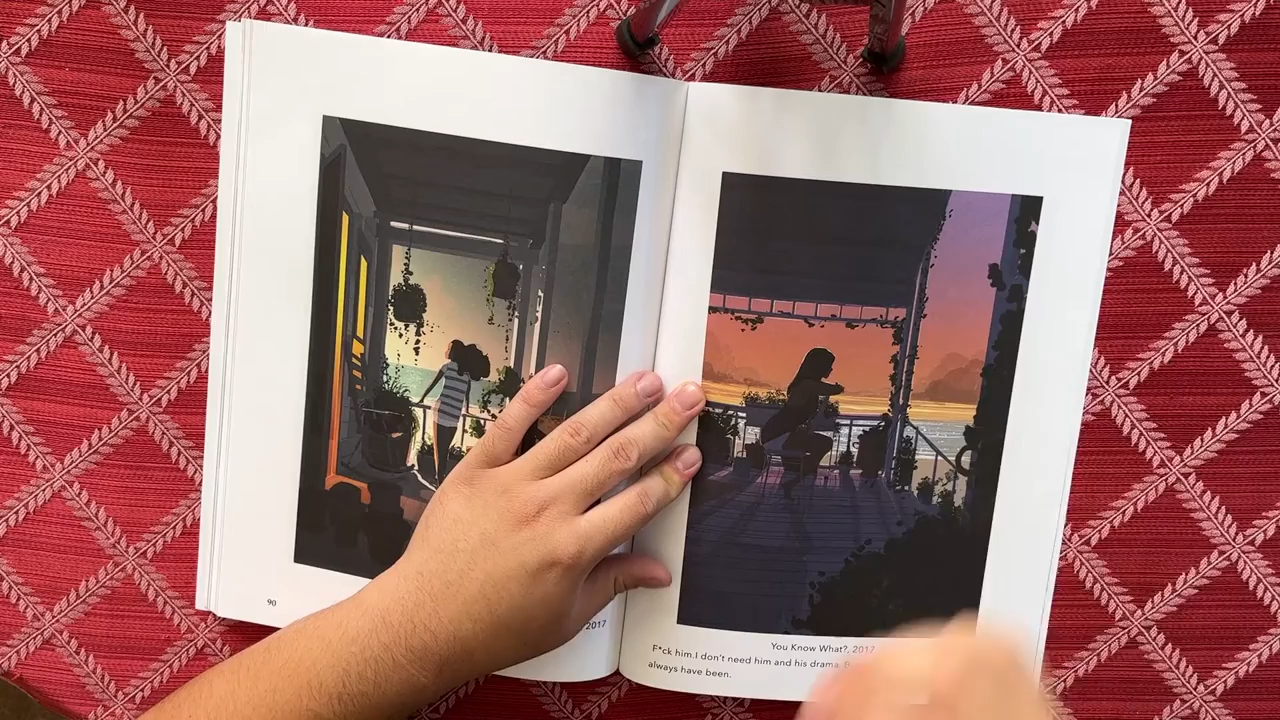 90
2017
You Know What?, 2017
F*ck him.I don't need him and his drama.
always have been.